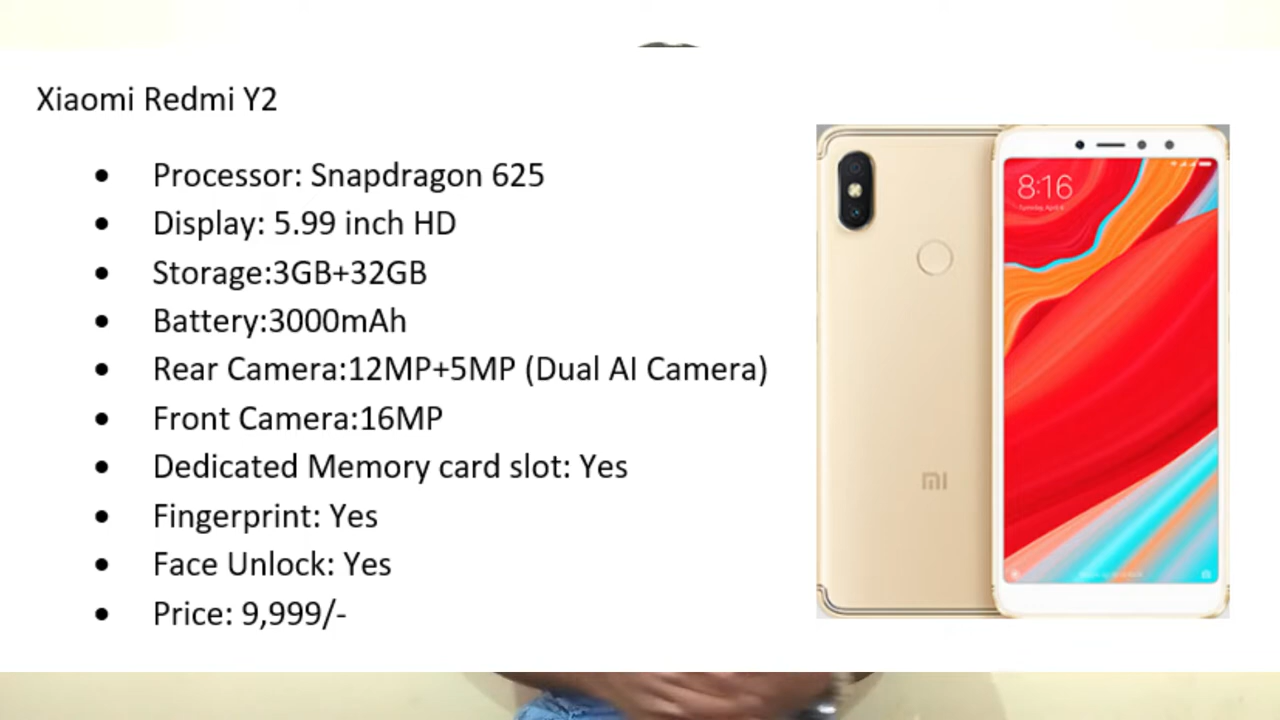 Xiaomi Redmi Y2
• Processor: Snapdragon 625
• Display: 5.99 inch HD
• Storage:3GB+32GB
• Battery:3000mAh
• Rear Camera:12MP+5MP (Dual AI Camera)
• Front Camera:16MP
• Dedicated Memory card slot: Yes
• Fingerprint: Yes
• Face Unlock: Yes
• Price: 9,999/-
8:16
mi